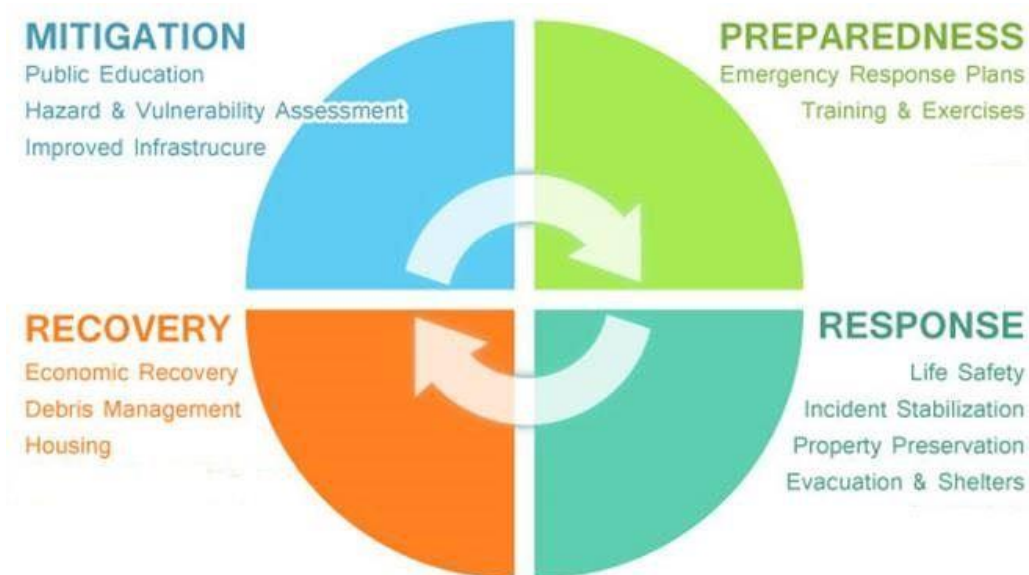 MITIGATION
Public Education
Hazard & Vulnerability Assessment
Improved Infrastrucure
PREPAREDNESS
Emergency Response Plans
Training & Exercises
RECOVERY
Economic Recovery
Debris Management
Housing
RESPONSE
Life Safety
Incident Stabilization
Property Preservation
Evacuation & Shelters